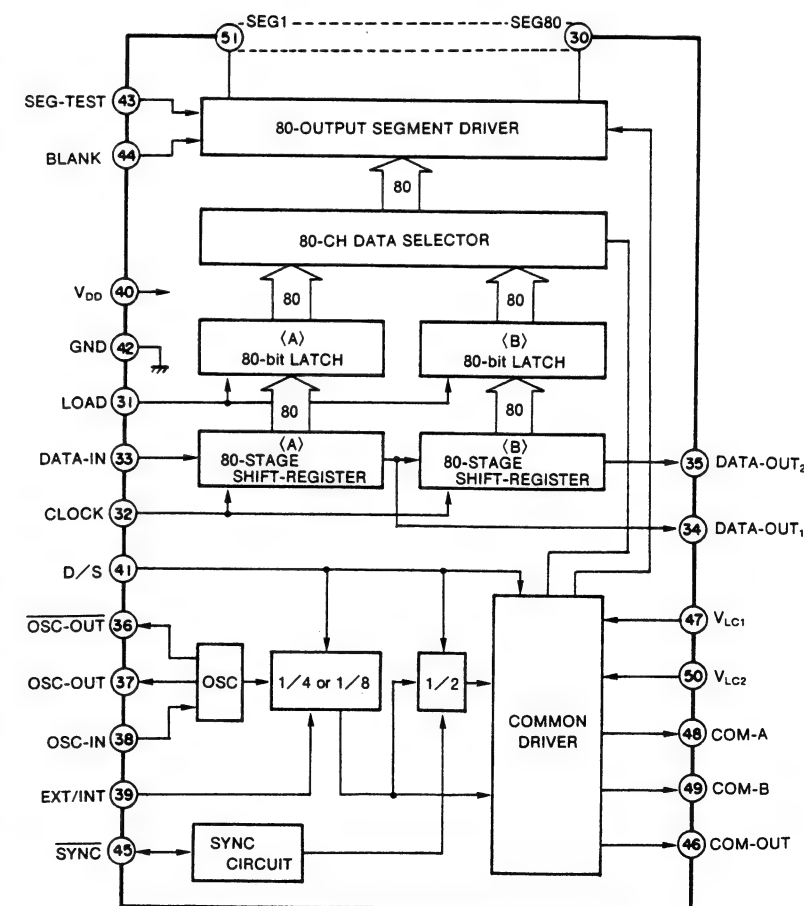 SEG1
SEG80
51
30
SEG-TEST 43
80-OUTPUT SEGMENT DRIVER
BLANK 44
80
80-CH DATA SELECTOR
VDD 40
80
80
GND 42
〈A〉
80-bit LATCH
〈B〉
80-bit LATCH
LOAD 31
80
80
DATA-IN 33
〈A〉
80-STAGE
SHIFT-REGISTER
〈B〉
80-STAGE
SHIFT-REGISTER
35 DATA-OUT2
CLOCK 32
34 DATA-OUT1
D/S 41
OSC-OUT 36
47 VLC1
OSC-OUT 37
OSC
1/4 or 1/8
1/2
50 VLC2
COMMON
DRIVER
OSC-IN 38
48 COM-A
EXT/INT 39
49 COM-B
SYNC 45
SYNC
CIRCUIT
46 COM-OUT